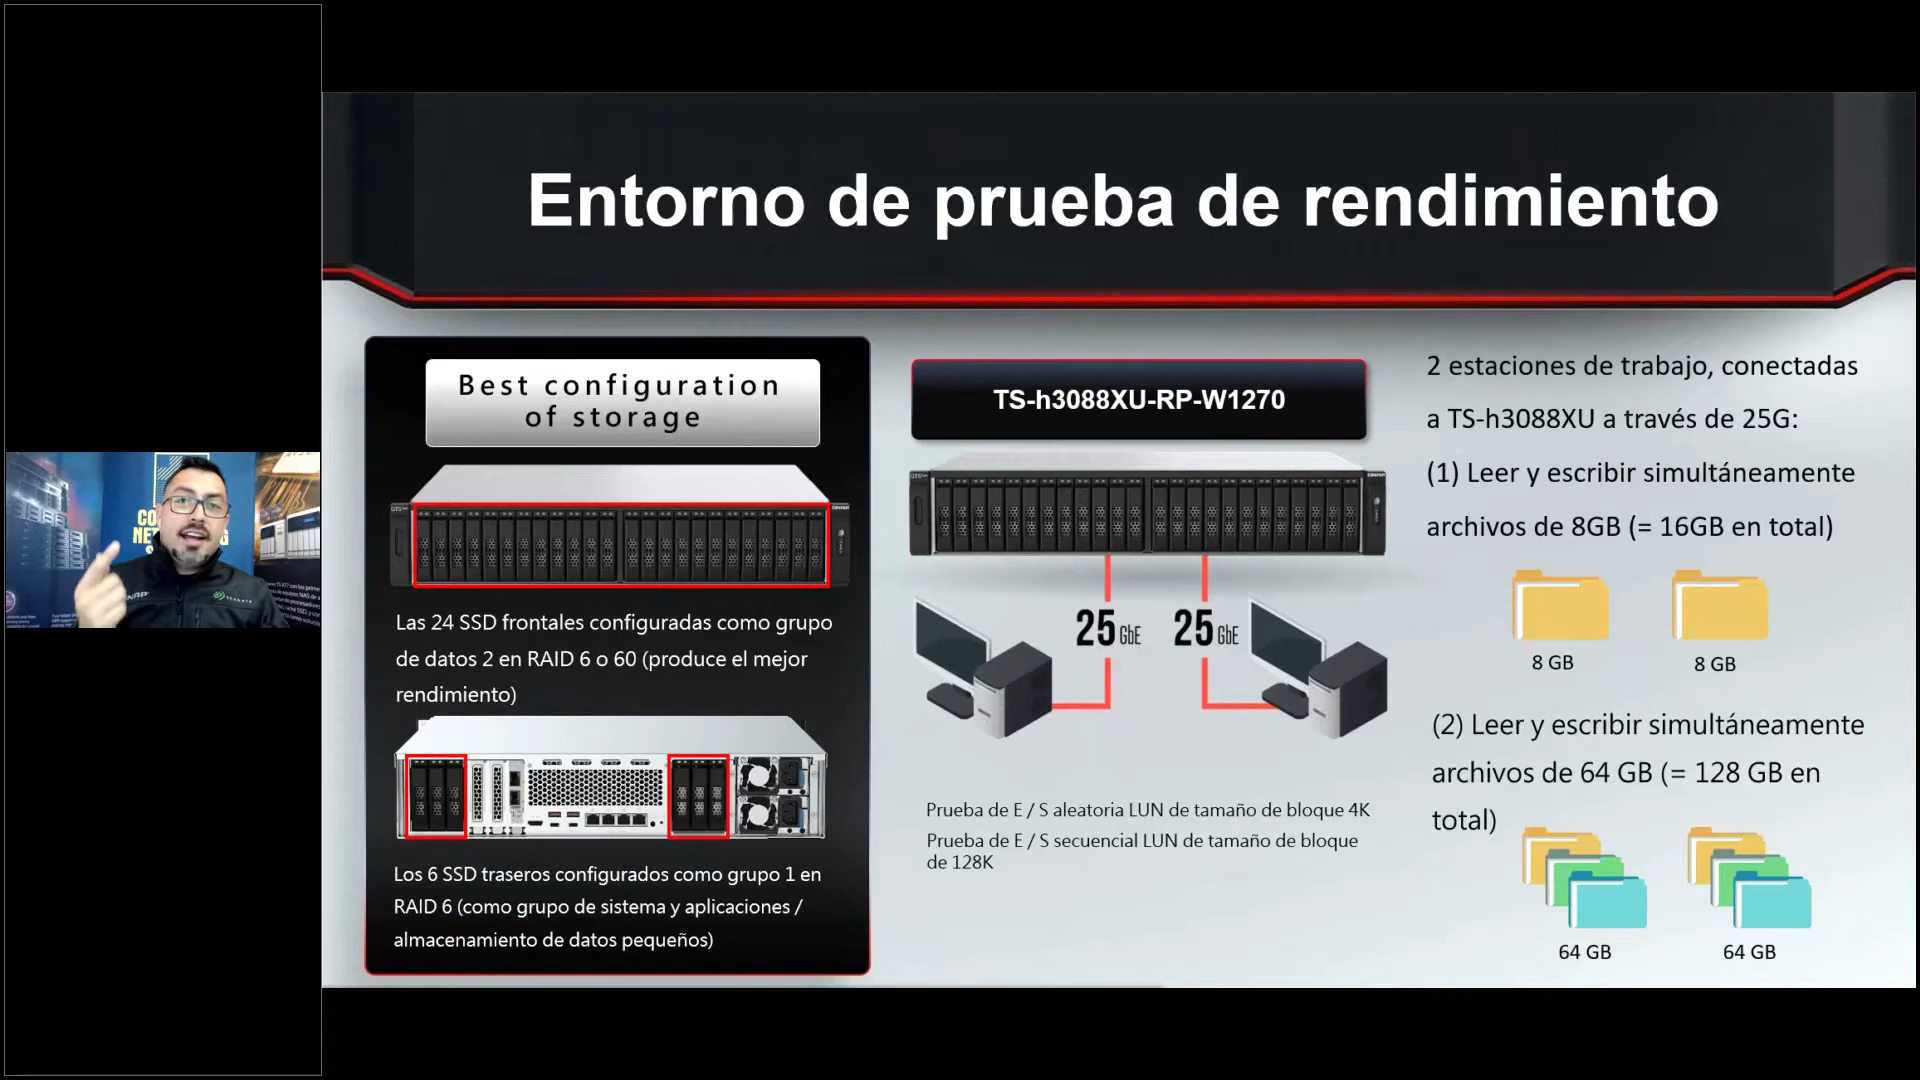 Entorno de prueba de rendimiento
Best configuration
of storage
Las 24 SSD frontales configuradas como grupo
de datos 2 en RAID 6 o 60 (produce el mejor
rendimiento)
Los 6 SSD traseros configurados como grupo 1 en
RAID 6 (como grupo de sistema y aplicaciones /
almacenamiento de datos pequeños)
TS-h3088XU-RP-W1270
25 GbE
25 GbE
Prueba de E / S aleatoria LUN de tamaño de bloque 4K
Prueba de E / S secuencial LUN de tamaño de bloque
de 128K
2 estaciones de trabajo, conectadas
a TS-h3088XU a través de 25G:
(1) Leer y escribir simultáneamente
archivos de 8GB (= 16GB en total)
8 GB
8 GB
(2) Leer y escribir simultáneamente
archivos de 64 GB (= 128 GB en
total)
64 GB
64 GB